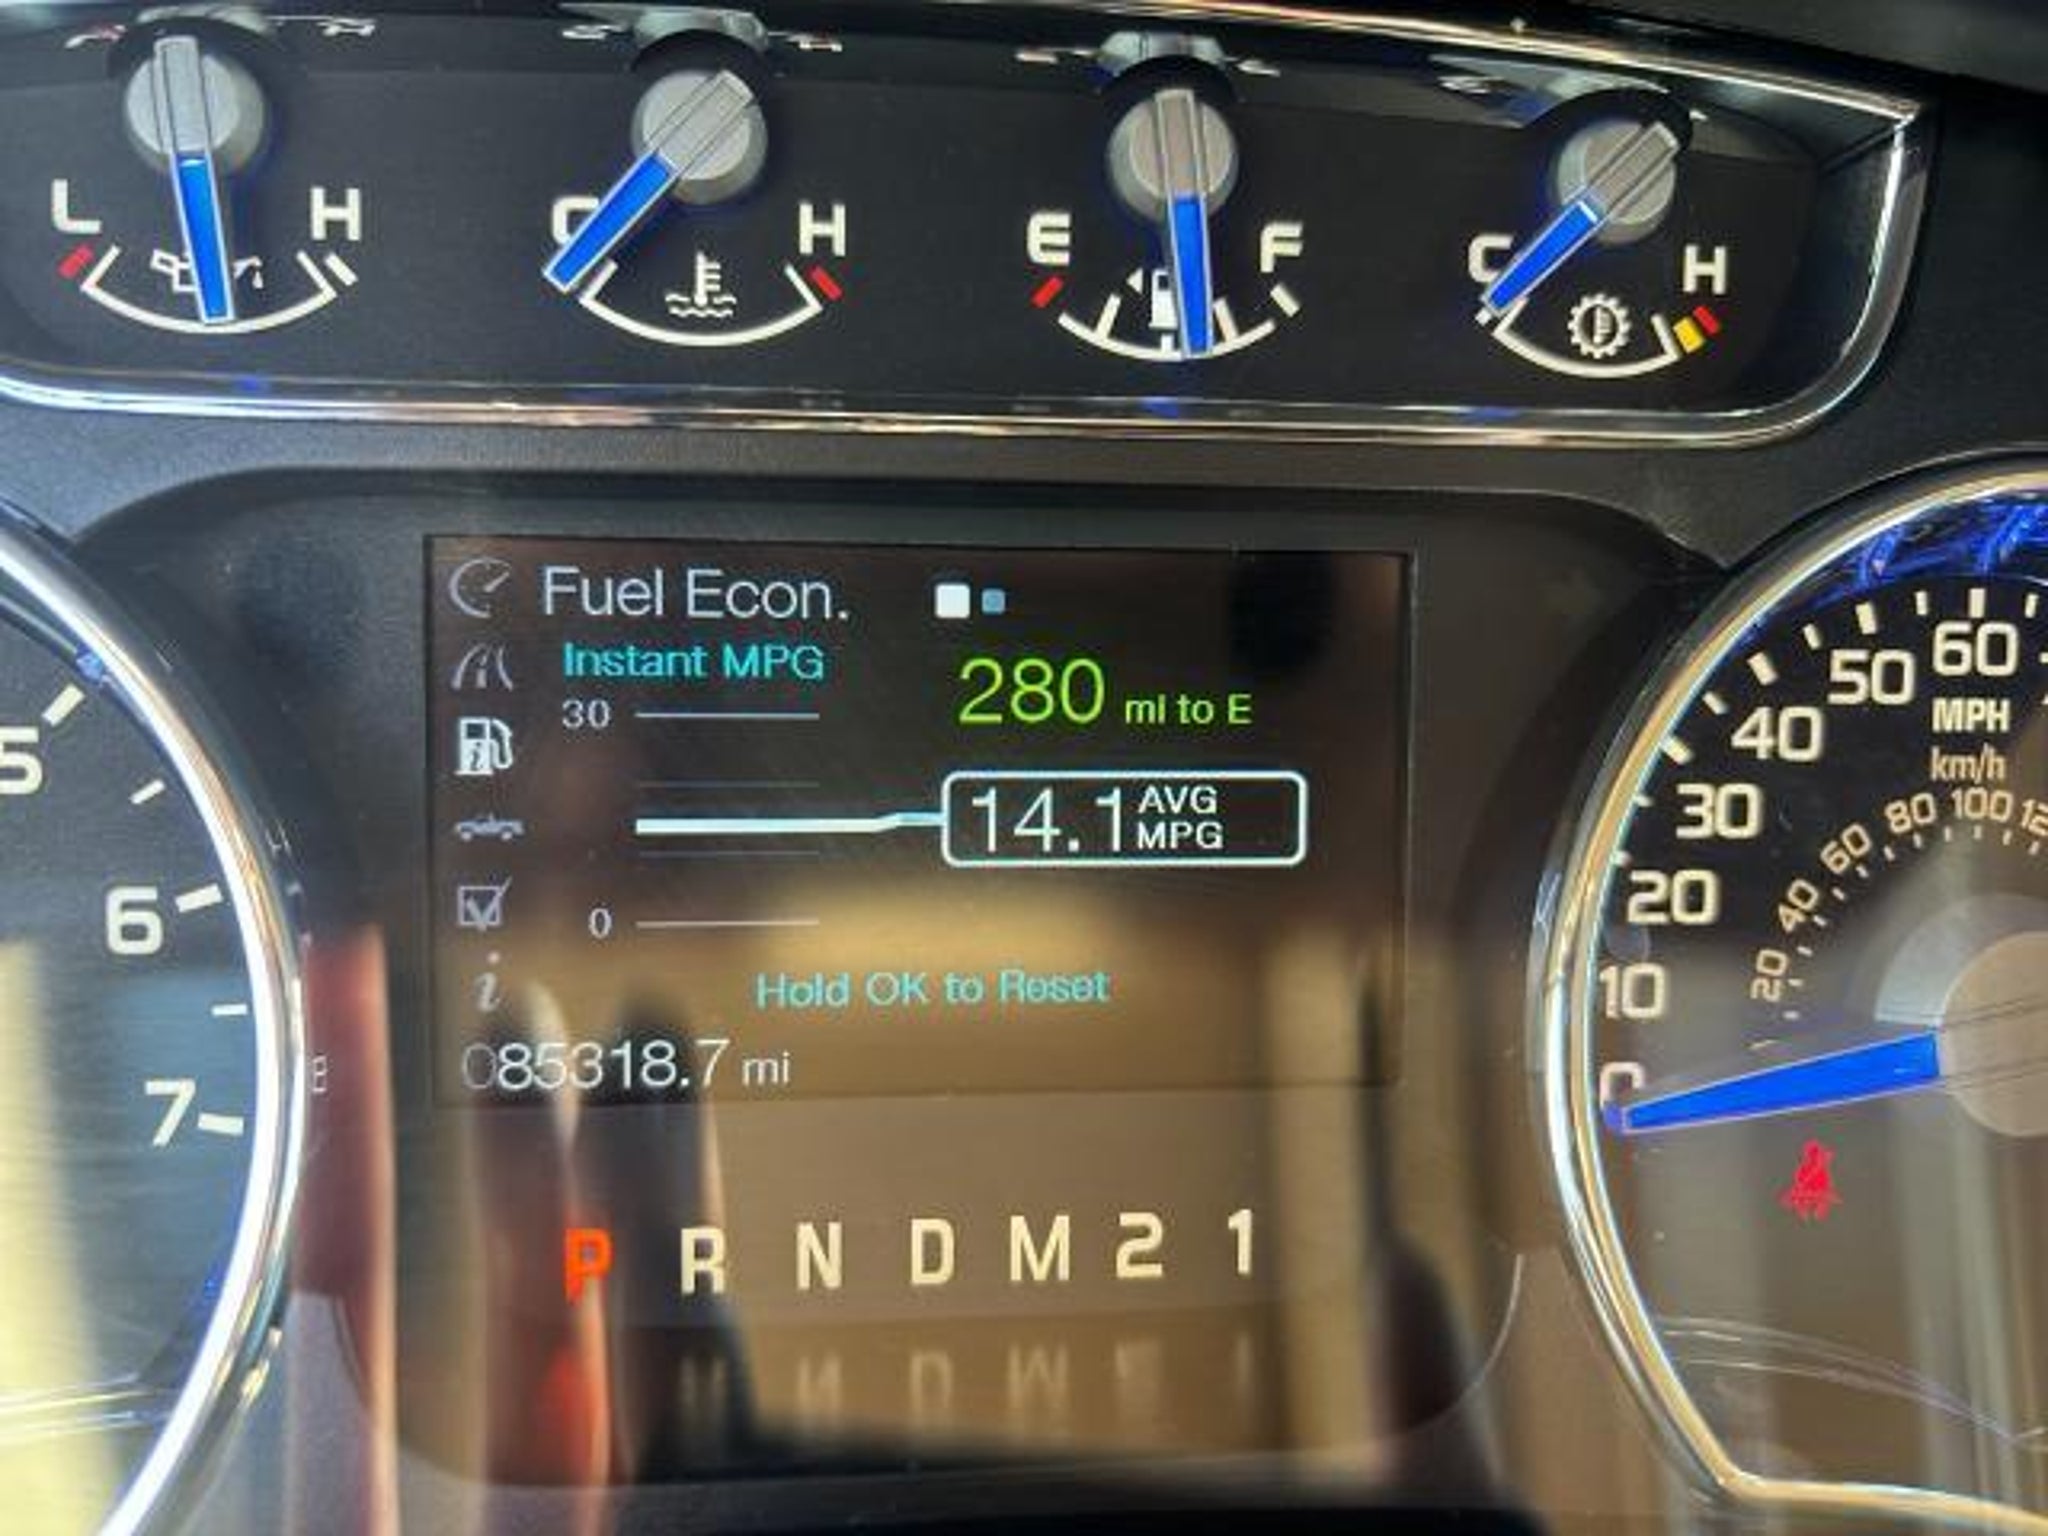 L H
C H
E F
C H
Fuel Econ.
Instant MPG
30
280 mi to E
14.1 AVG
MPG
0
Hold OK to Reset
085318.7 mi
P R N D M 2 1
5
6
7
60
50
MPH
40
km/h
30
100
80
60
20
40
20
10
0